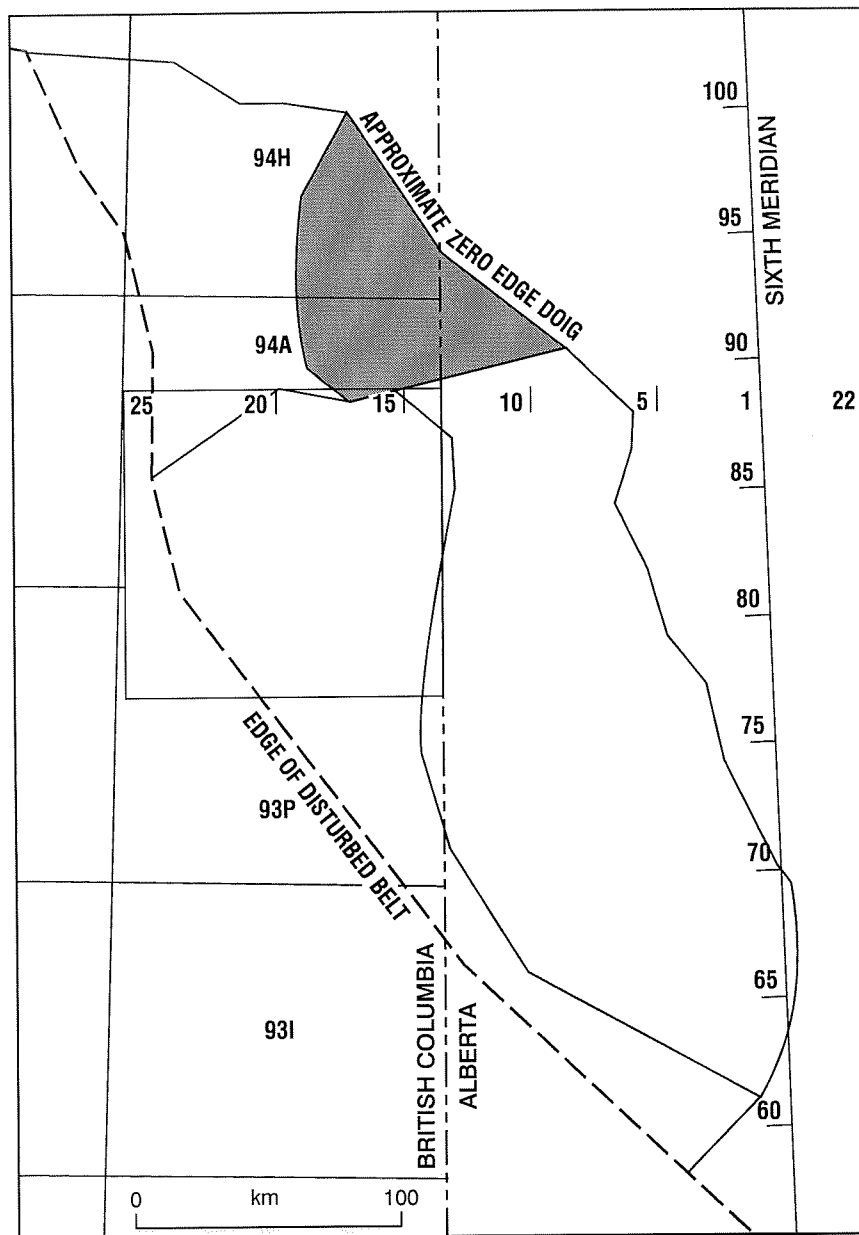 100
APPROXIMATE ZERO EDGE DOIG
94H
SIXTH MERIDIAN
95
94A
90
25
20
15
10
5
1
22
85
80
75
EDGE OF DISTURBED BELT
93P
70
BRITISH COLUMBIA
ALBERTA
65
93I
60
0 km 100